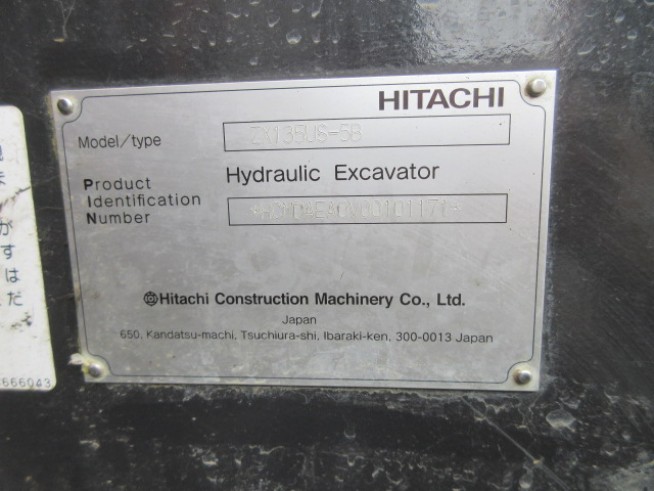 HITACHI
Model/type
ZX135US-5B
Hydraulic Excavator
Product
Identification
Number
Hitachi Construction Machinery Co., Ltd.
Japan
650, Kandatsu-machi, Tsuchiura-shi, Ibaraki-ken, 300-0013 Japan
が
す
は
だ
666043